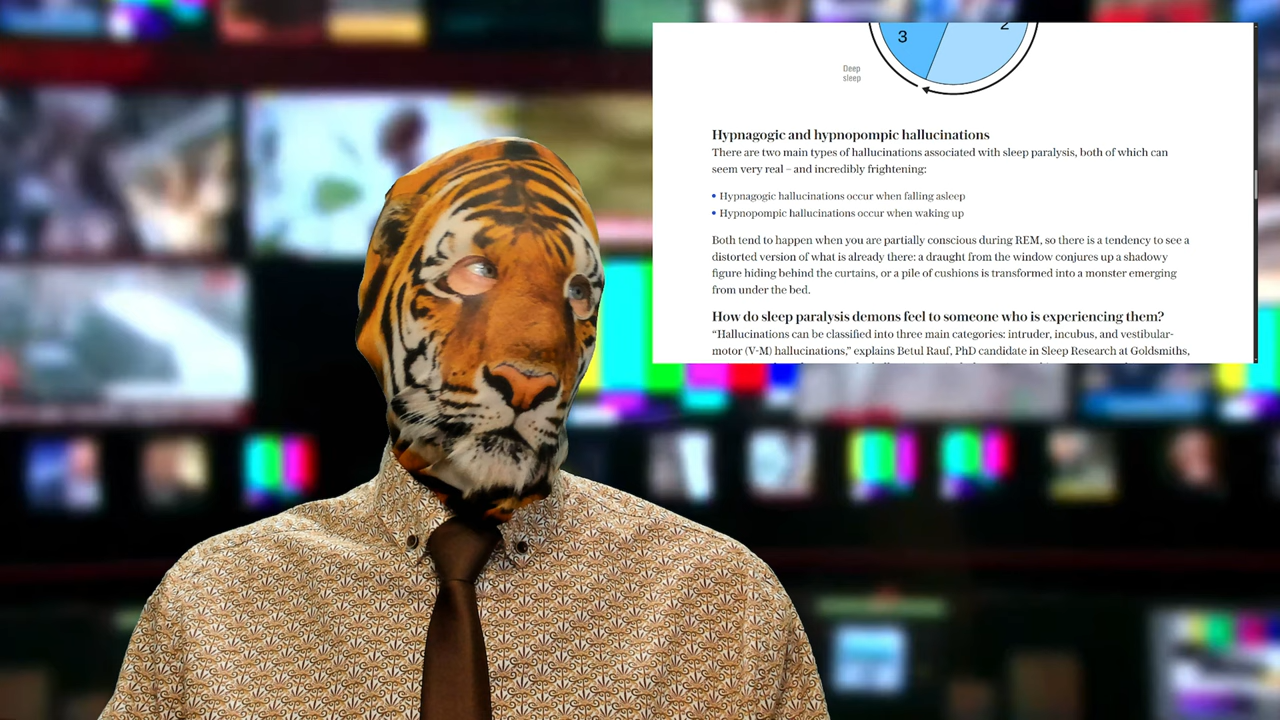 3
2
Deep
sleep
Hypnagogic and hypnopompic hallucinations
There are two main types of hallucinations associated with sleep paralysis, both of which can
seem very real – and incredibly frightening:
• Hypnagogic hallucinations occur when falling asleep
• Hypnopompic hallucinations occur when waking up
Both tend to happen when you are partially conscious during REM, so there is a tendency to see a
distorted version of what is already there: a draught from the window conjures up a shadowy
figure hiding behind the curtains, or a pile of cushions is transformed into a monster emerging
from under the bed.
How do sleep paralysis demons feel to someone who is experiencing them?
“Hallucinations can be classified into three main categories: intruder, incubus, and vestibular-
motor (V-M) hallucinations,” explains Betul Rauf, PhD candidate in Sleep Research at Goldsmiths,